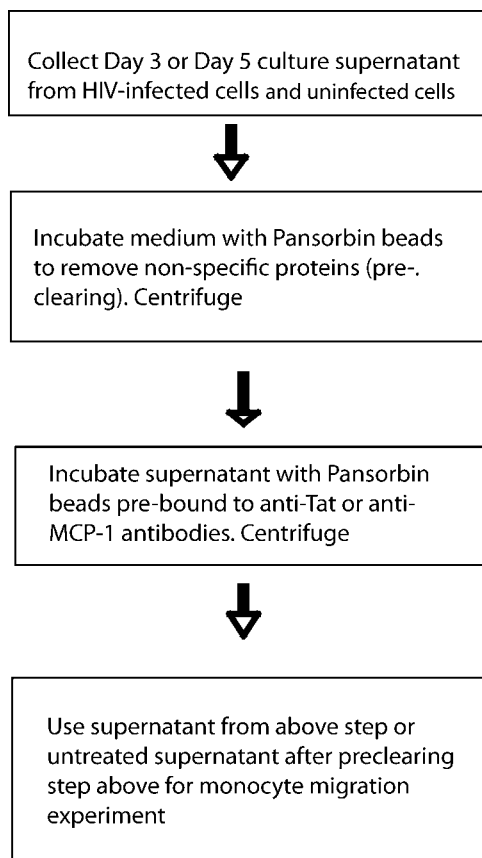 Collect Day 3 or Day 5 culture supernatant
from HIV-infected cells and uninfected cells
Incubate medium with Pansorbin beads
to remove non-specific proteins (pre-.
clearing). Centrifuge
Incubate supernatant with Pansorbin
beads pre-bound to anti-Tat or anti-
MCP-1 antibodies. Centrifuge
Use supernatant from above step or
untreated supernatant after preclearing
step above for monocyte migration
experiment